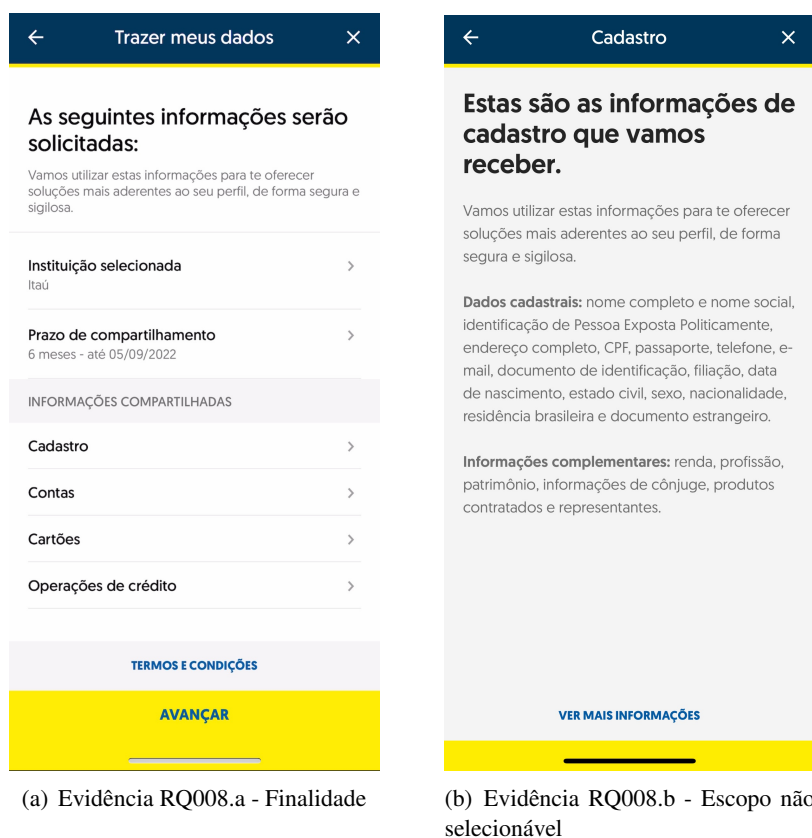 Trazer meus dados
As seguintes informações serão
solicitadas:
Vamos utilizar estas informações para te oferecer
soluções mais aderentes ao seu perfil, de forma segura e
sigilosa.
Instituição selecionada
Itaú
Prazo de compartilhamento
6 meses - até 05/09/2022
INFORMAÇÕES COMPARTILHADAS
Cadastro
Contas
Cartões
Operações de crédito
TERMOS E CONDIÇÕES
AVANÇAR
(a) Evidência RQ008.a - Finalidade
Cadastro
Estas são as informações de
cadastro que vamos
receber.
Vamos utilizar estas informações para te oferecer
soluções mais aderentes ao seu perfil, de forma
segura e sigilosa.
Dados cadastrais: nome completo e nome social,
identificação de Pessoa Exposta Politicamente,
endereço completo, CPF, passaporte, telefone, e-
mail, documento de identificação, filiação, data
de nascimento, estado civil, sexo, nacionalidade,
residência brasileira e documento estrangeiro.
Informações complementares: renda, profissão,
patrimônio, informações de cônjuge, produtos
contratados e representantes.
VER MAIS INFORMAÇÕES
(b) Evidência RQ008.b - Escopo não
selecionável